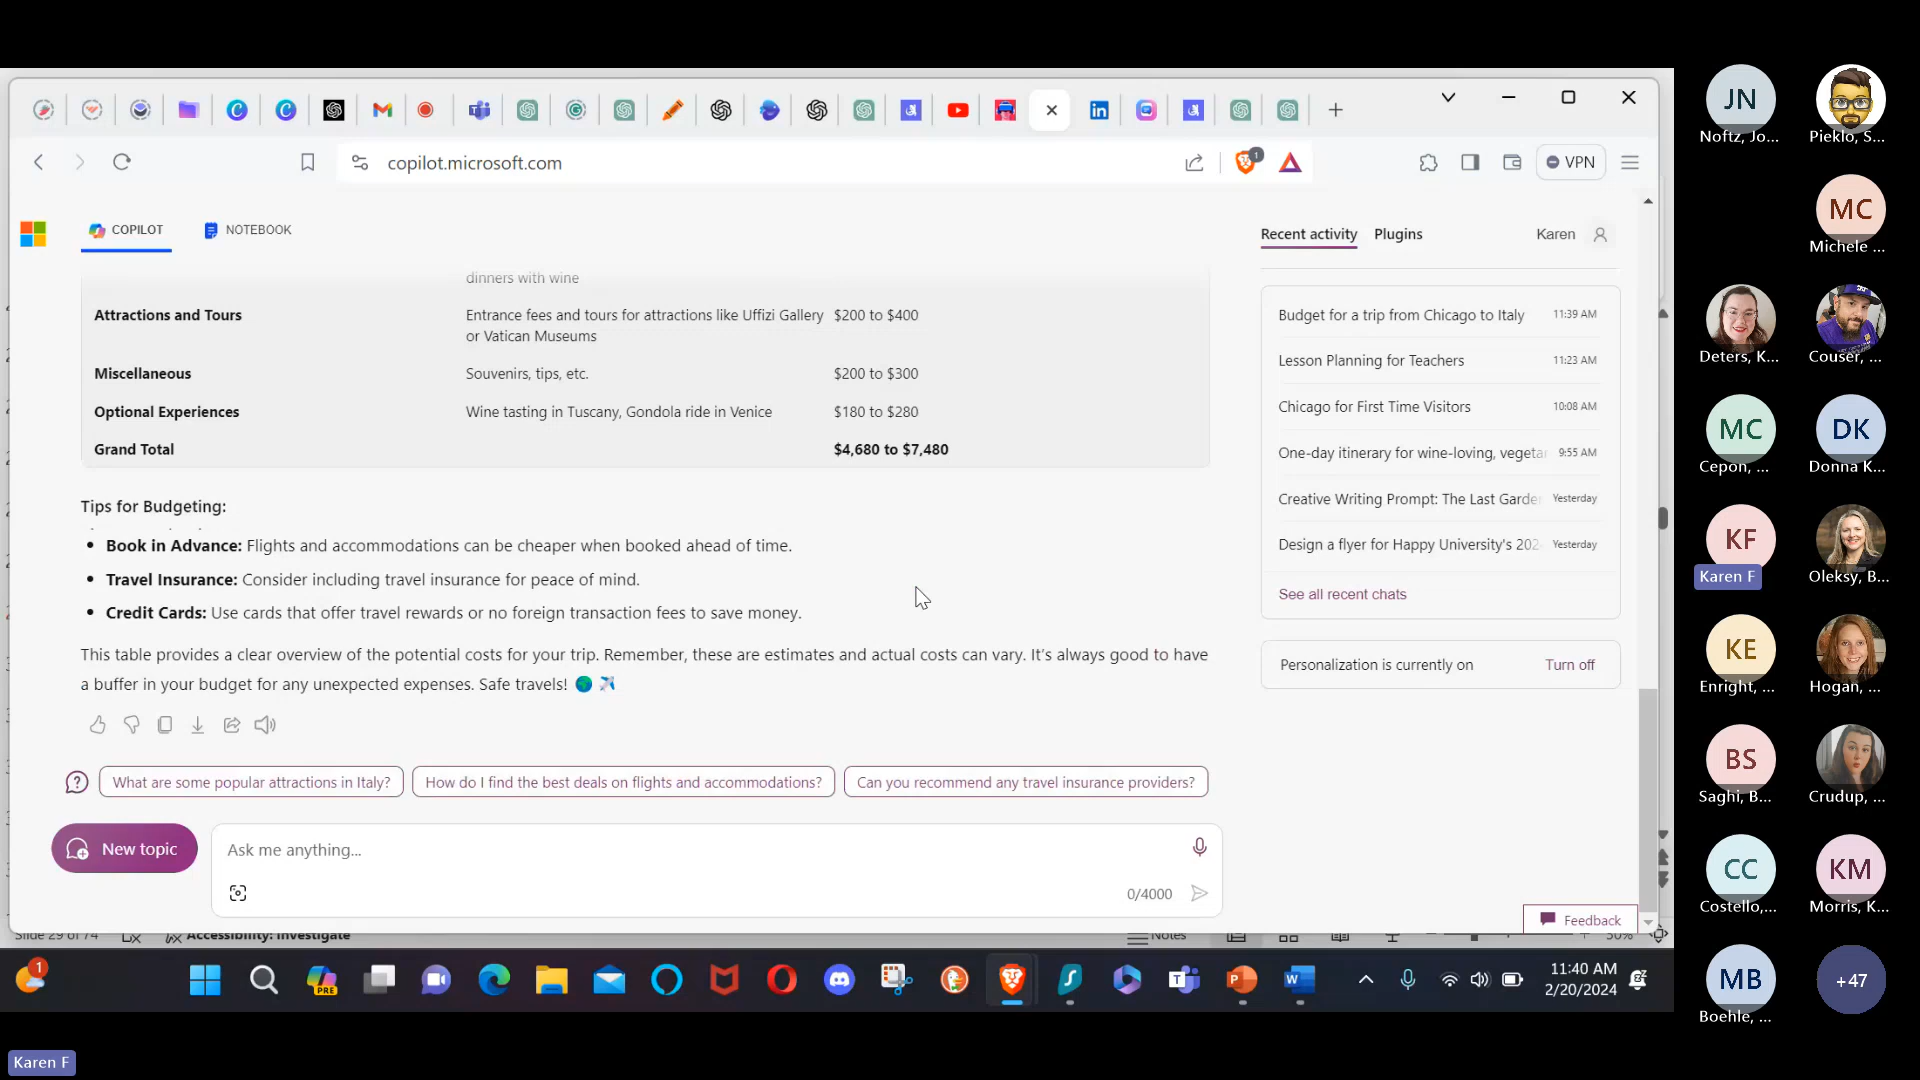 copilot.microsoft.com
1
VPN
COPILOT
NOTEBOOK
Recent activity
Plugins
Karen
dinners with wine
Attractions and Tours
Entrance fees and tours for attractions like Uffizi Gallery
or Vatican Museums
$200 to $400
Miscellaneous
Souvenirs, tips, etc.
$200 to $300
Optional Experiences
Wine tasting in Tuscany, Gondola ride in Venice
$180 to $280
Grand Total
$4,680 to $7,480
Tips for Budgeting:
Book in Advance: Flights and accommodations can be cheaper when booked ahead of time.
Travel Insurance: Consider including travel insurance for peace of mind.
Credit Cards: Use cards that offer travel rewards or no foreign transaction fees to save money.
This table provides a clear overview of the potential costs for your trip. Remember, these are estimates and actual costs can vary. It's always good to have
a buffer in your budget for any unexpected expenses. Safe travels!
What are some popular attractions in Italy?
How do I find the best deals on flights and accommodations?
Can you recommend any travel insurance providers?
New topic
Ask me anything...
0/4000
Budget for a trip from Chicago to Italy 11:39 AM
Lesson Planning for Teachers 11:23 AM
Chicago for First Time Visitors 10:08 AM
One-day itinerary for wine-loving, vegetar 9:55 AM
Creative Writing Prompt: The Last Garde Yesterday
Design a flyer for Happy University's 202 Yesterday
See all recent chats
Personalization is currently on
Turn off
Feedback
Slide 29 of 74
Accessibility: Investigate
Notes
50%
1
PRE
11:40 AM
2/20/2024
Karen F
JN
Noftz, Jo...
Pieklo, S...
MC
Michele ...
Deters, K...
Couser, ...
MC
Cepon, ...
DK
Donna K...
KF
Karen F
Oleksy, B...
KE
Enright, ...
Hogan, ...
BS
Saghi, B...
Crudup, ...
CC
Costello,...
KM
Morris, K...
MB
Boehle, ...
+47